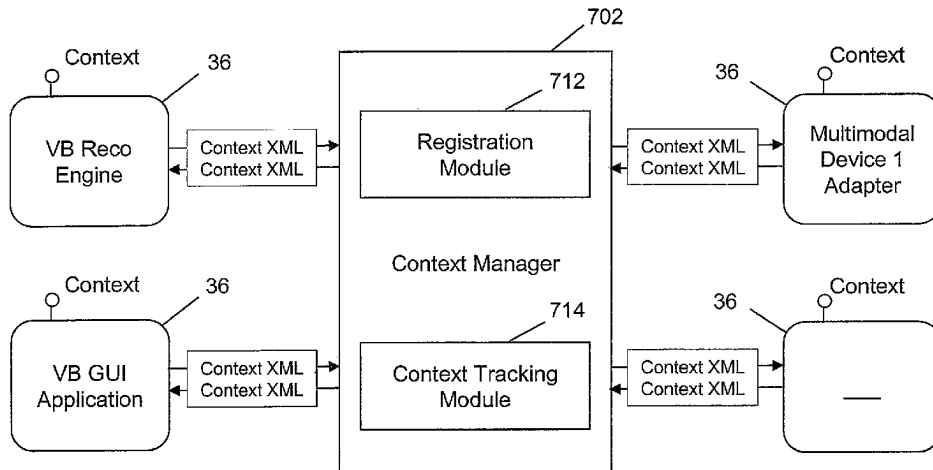 702
Context
36
VB Reco
Engine
Context XML
Context XML
712
Registration
Module
Context XML
Context XML
Context
36
Multimodal
Device 1
Adapter
Context Manager
Context
36
VB GUI
Application
Context XML
Context XML
714
Context Tracking
Module
Context XML
Context XML
Context
36